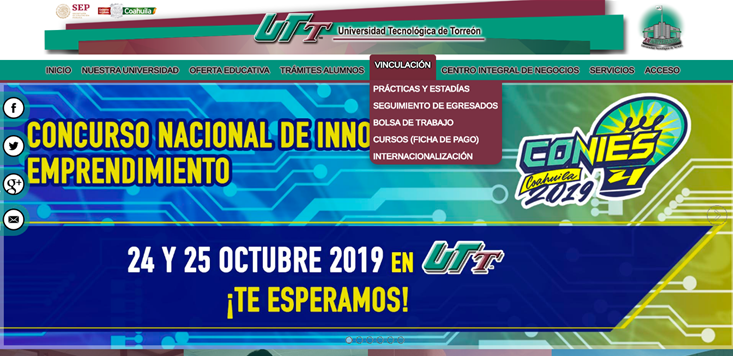 SEP
Coahuila
UTT Universidad Tecnológica de Torreón
INICIO NUESTRA UNIVERSIDAD OFERTA EDUCATIVA TRÁMITES ALUMNOS VINCULACIÓN CENTRO INTEGRAL DE NEGOCIOS SERVICIOS ACCESO
PRÁCTICAS Y ESTADÍAS
SEGUIMIENTO DE EGRESADOS
BOLSA DE TRABAJO
CURSOS (FICHA DE PAGO)
INTERNACIONALIZACIÓN
CONCURSO NACIONAL DE INNO
EMPRENDIMIENTO
CONIES
Coahuila
2019
24 Y 25 OCTUBRE 2019 EN UTT
¡TE ESPERAMOS!